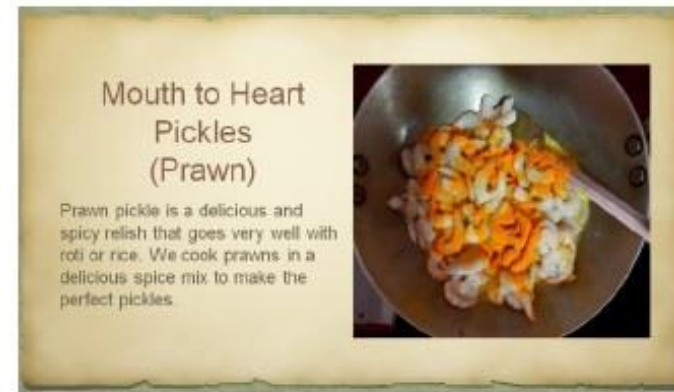 Mouth to Heart
Pickles
(Prawn)
Prawn pickle is a delicious and
spicy relish that goes very well with
roti or rice. We cook prawns in a
delicious spice mix to make the
perfect pickles